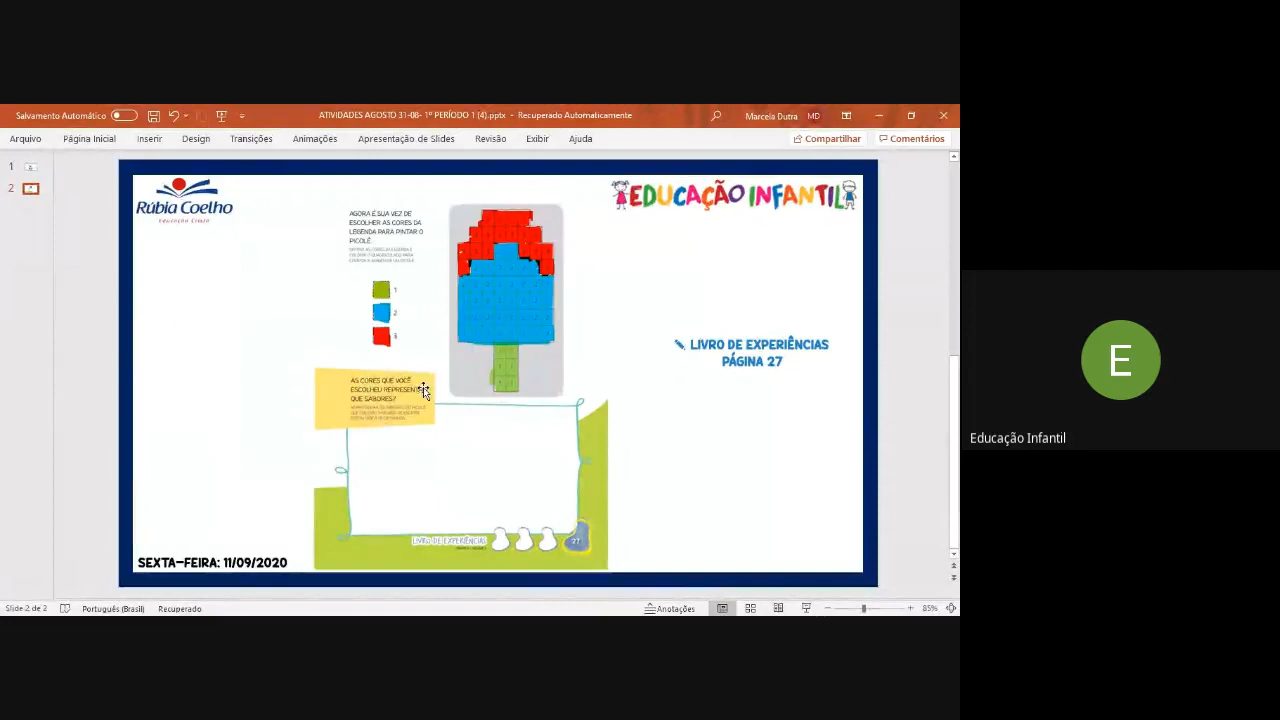 Salvamento Automático
ATIVIDADES AGOSTO 31-08- 1º PERÍODO 1 (4).pptx - Recuperado Automaticamente
Marcela Dutra
MD
Arquivo Página Inicial Inserir Design Transições Animações Apresentação de Slides Revisão Exibir Ajuda
Compartilhar
Comentários
1
2
Rúbia Coelho
EDUCAÇÃO INFANTIL
AGORA É SUA VEZ DE
ESCOLHER AS CORES DA
LEGENDA PARA PINTAR O
PICOLÉ.
1
2
3
LIVRO DE EXPERIÊNCIAS
PÁGINA 27
AS CORES QUE VOCÊ
ESCOLHEU
QUE SABORES?
LIVRO DE EXPERIÊNCIAS
27
SEXTA-FEIRA: 11/09/2020
E
Educação Infantil
Slide 2 de 2
Português (Brasil)
Recuperado
Anotações
85%